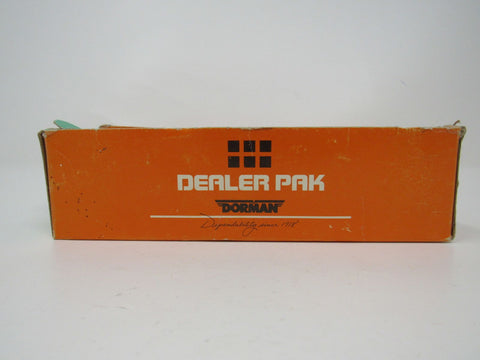 DEALER PAK
DORMAN
Dependability since 1918